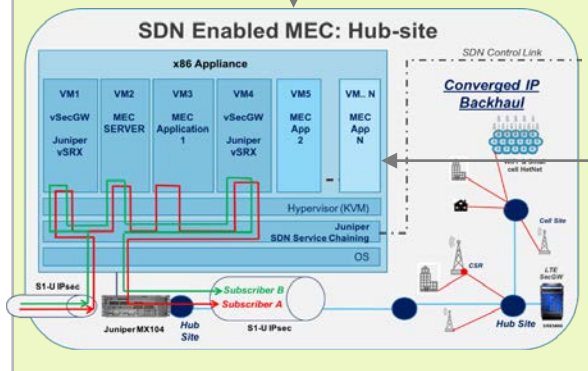 SDN Enabled MEC: Hub-site
SDN Control Link
x86 Appliance
VM1
vSecGW
Juniper
vSRX
VM2
MEC
SERVER
VM3
MEC
Application
1
VM4
vSecGW
Juniper
vSRX
VM5
MEC
App
2
VM.. N
MEC
App
N
Converged IP
Backhaul
cell HetNet
Hypervisor (KVM)
Juniper
SDN Service Chaining
OS
Cell Site
CSR
LTE
SecGW
S1-U IPsec
Subscriber B
Subscriber A
Juniper MX104
Hub
Site
S1-U IPsec
Hub Site